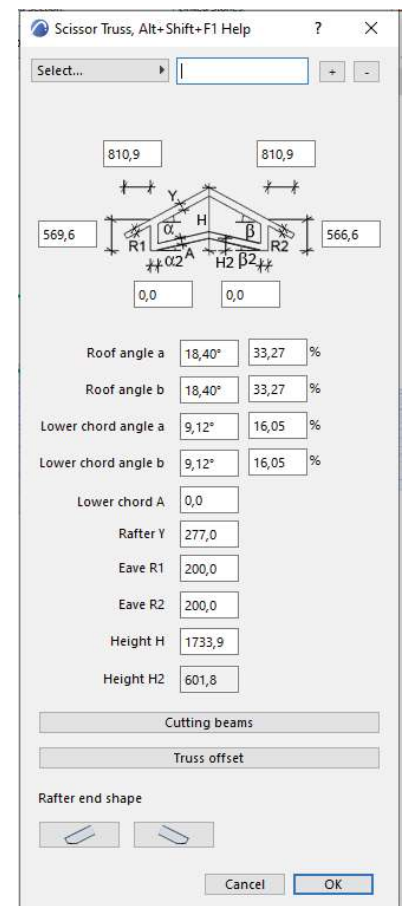 Scissor Truss, Alt+Shift+F1 Help ? ×
Select... + -
810,9 810,9
Y
H
α β
569,6 566,6
R1 R2
A
α2 H2 β2
0,0 0,0
Roof angle a 18,40° 33,27 %
Roof angle b 18,40° 33,27 %
Lower chord angle a 9,12° 16,05 %
Lower chord angle b 9,12° 16,05 %
Lower chord A 0,0
Rafter Y 277,0
Eave R1 200,0
Eave R2 200,0
Height H 1733,9
Height H2 601,8
Cutting beams
Truss offset
Rafter end shape
Cancel OK